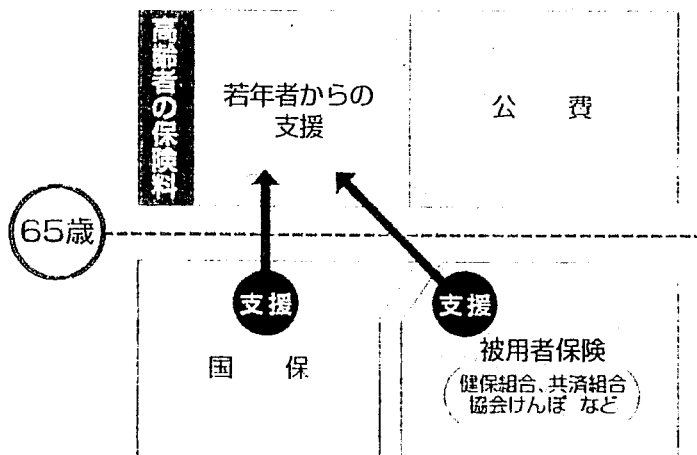 高齢者の保険料
若年者からの
支援
公費
65歳
支援
支援
国保
被用者保険
健保組合、共済組合
協会けんぽ など